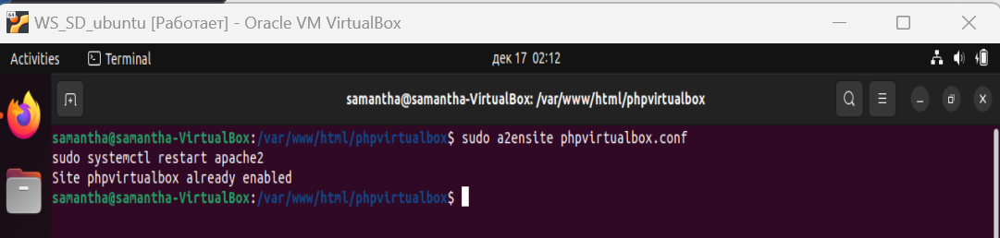 WS_SD_ubuntu [Работает] - Oracle VM VirtualBox
Activities Terminal дек 17 02:12
samantha@samantha-VirtualBox: /var/www/html/phpvirtualbox
samantha@samantha-VirtualBox:/var/www/html/phpvirtualbox$ sudo a2ensite phpvirtualbox.conf
sudo systemctl restart apache2
Site phpvirtualbox already enabled
samantha@samantha-VirtualBox:/var/www/html/phpvirtualbox$